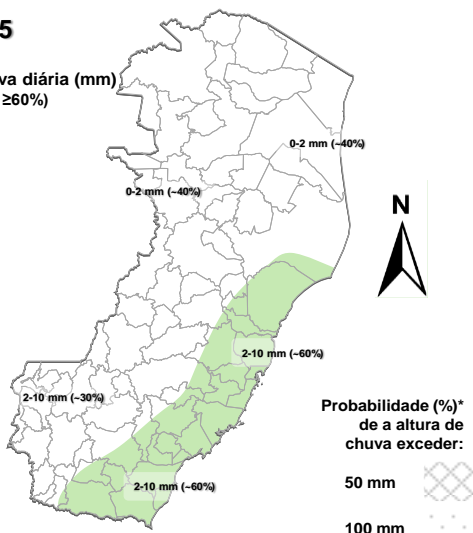 5
va diária (mm)
≥60%)
0-2 mm (~40%)
0-2 mm (~40%)
N
2-10 mm (~60%)
2-10 mm (~30%)
Probabilidade (%)*
de a altura de
chuva exceder:
50 mm
2-10 mm (~60%)
100 mm